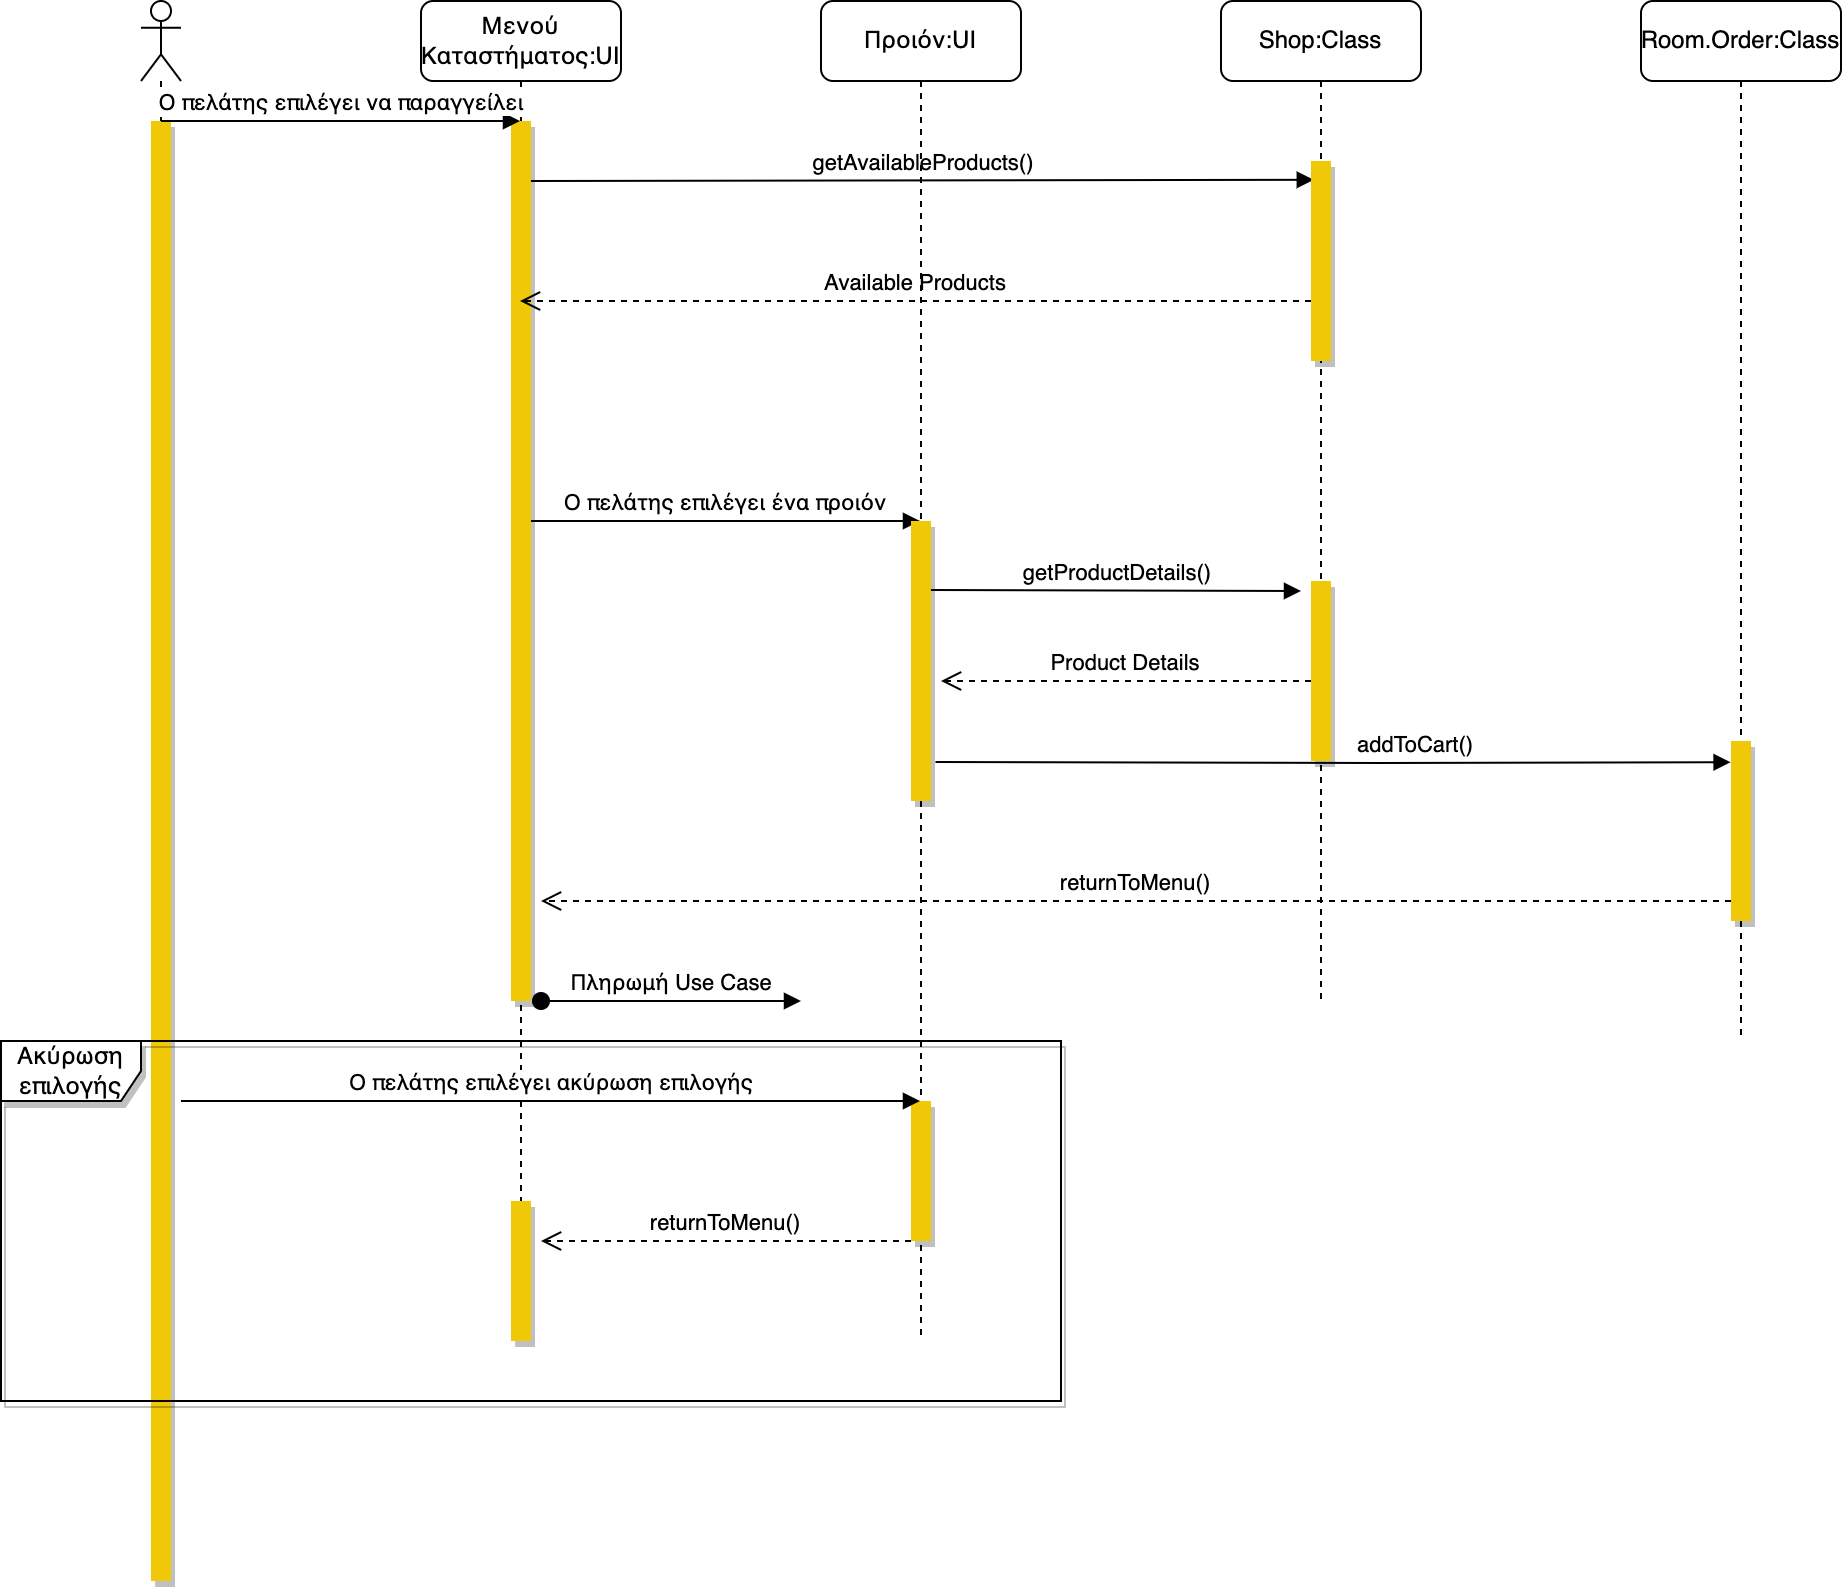 Μενού
Καταστήματος:UI
Προιόν:UI
Shop:Class
Room.Order:Class
Ο πελάτης επιλέγει να παραγγείλει
getAvailableProducts()
Available Products
Ο πελάτης επιλέγει ένα προιόν
getProductDetails()
Product Details
addToCart()
returnToMenu()
Πληρωμή Use Case
Ακύρωση
επιλογής
Ο πελάτης επιλέγει ακύρωση επιλογής
returnToMenu()